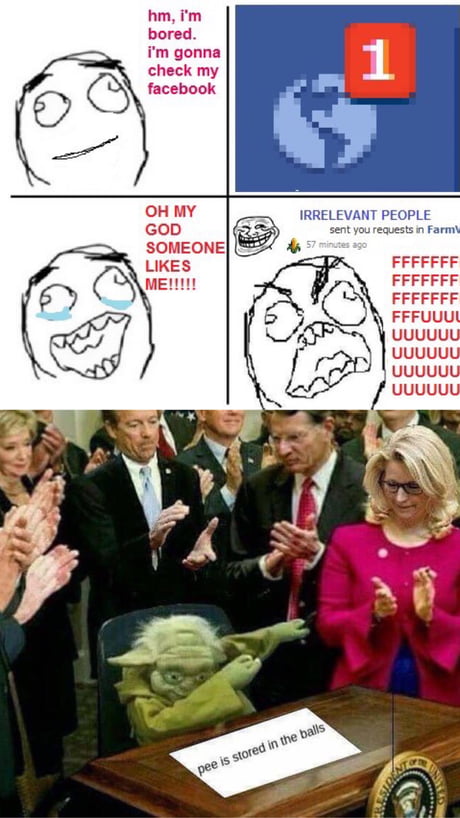 hm, i'm
bored.
i'm gonna
check my
facebook
1
OH MY
GOD
SOMEONE
LIKES
ME!!!!!
IRRELEVANT PEOPLE
sent you requests in Farm
57 minutes ago
FFFFFFF
FFFFFFF
FFFFFFF
FFFUUUU
UUUUUU
UUUUUU
UUUUUU
UUUUUU
pee is stored in the balls